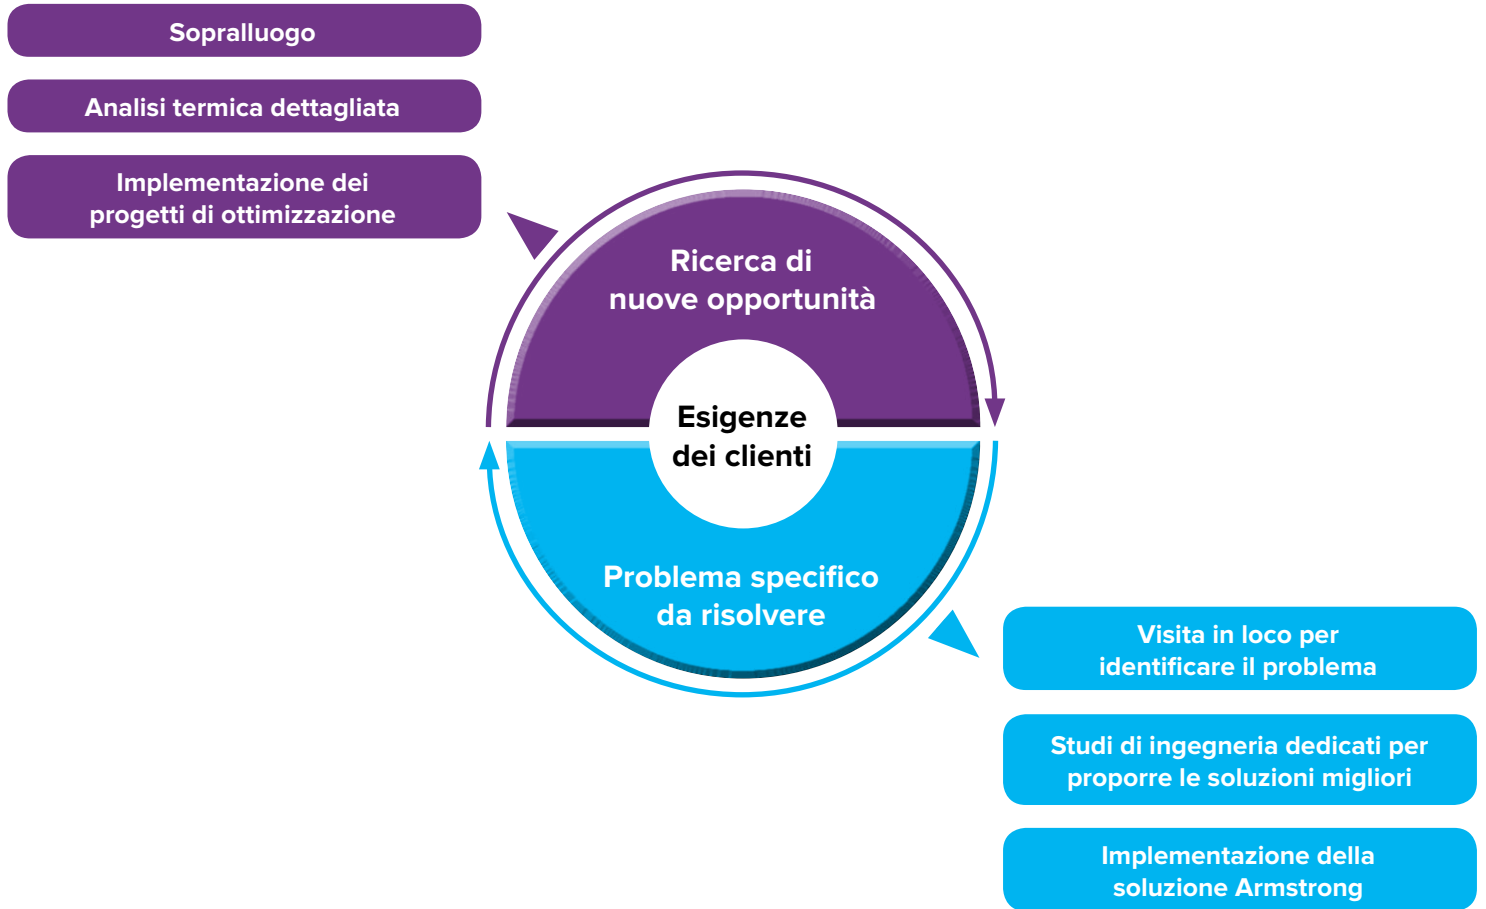 Sopralluogo
Analisi termica dettagliata
Implementazione dei
progetti di ottimizzazione
Ricerca di
nuove opportunità
Esigenze
dei clienti
Problema specifico
da risolvere
Visita in loco per
identificare il problema
Studi di ingegneria dedicati per
proporre le soluzioni migliori
Implementazione della
soluzione Armstrong